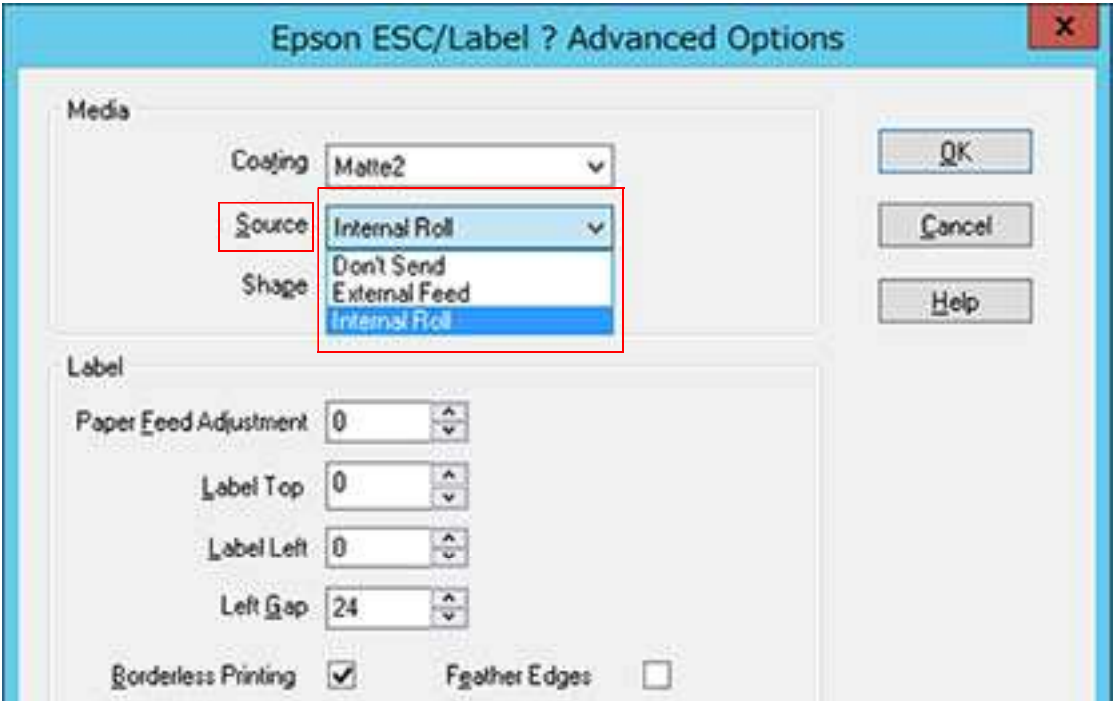 Epson ESC/Label ? Advanced Options
x
Media
Coating Matte2
OK
Source Internal Roll
Cancel
Don't Send
Shape External Feed
Help
Internal Roll
Label
Paper Feed Adjustment 0
Label Top 0
Label Left 0
Left Gap 24
Borderless Printing Feather Edges